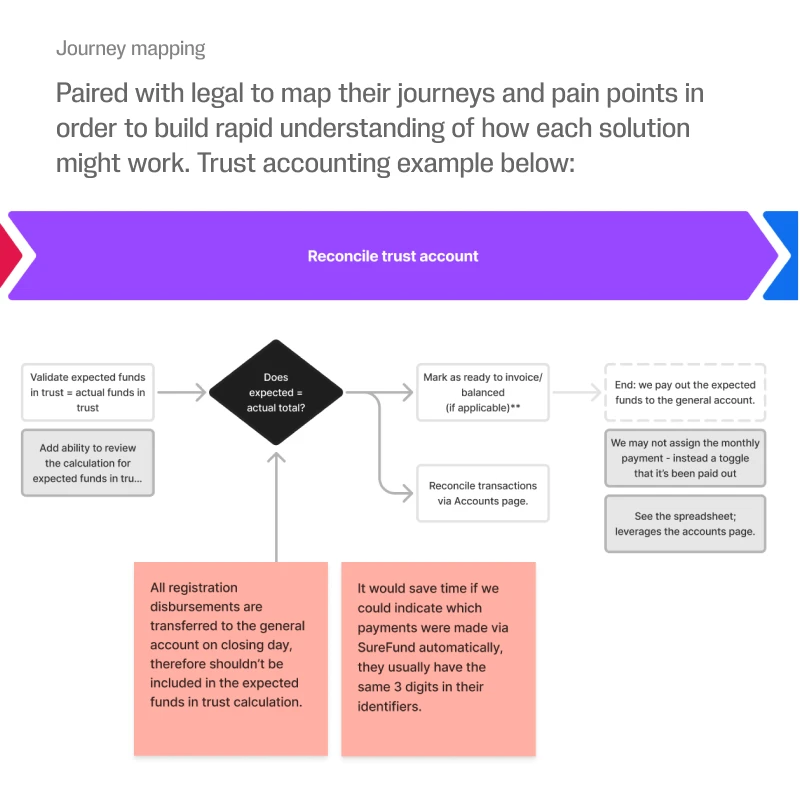 Journey mapping
Paired with legal to map their journeys and pain points in
order to build rapid understanding of how each solution
might work. Trust accounting example below:
Reconcile trust account
Validate expected funds
in trust = actual funds in
trust
Add ability to review
the calculation for
expected funds in tru...
Does
expected =
actual total?
Mark as ready to invoice/
balanced
(if applicable)**
Reconcile transactions
via Accounts page.
End: we pay out the expected
funds to the general account.
We may not assign the monthly
payment - instead a toggle
that it's been paid out
See the spreadsheet;
leverages the accounts page.
All registration
disbursements are
transferred to the general
account on closing day,
therefore shouldn't be
included in the expected
funds in trust calculation.
It would save time if we
could indicate which
payments were made via
SureFund automatically,
they usually have the
same 3 digits in their
identifiers.